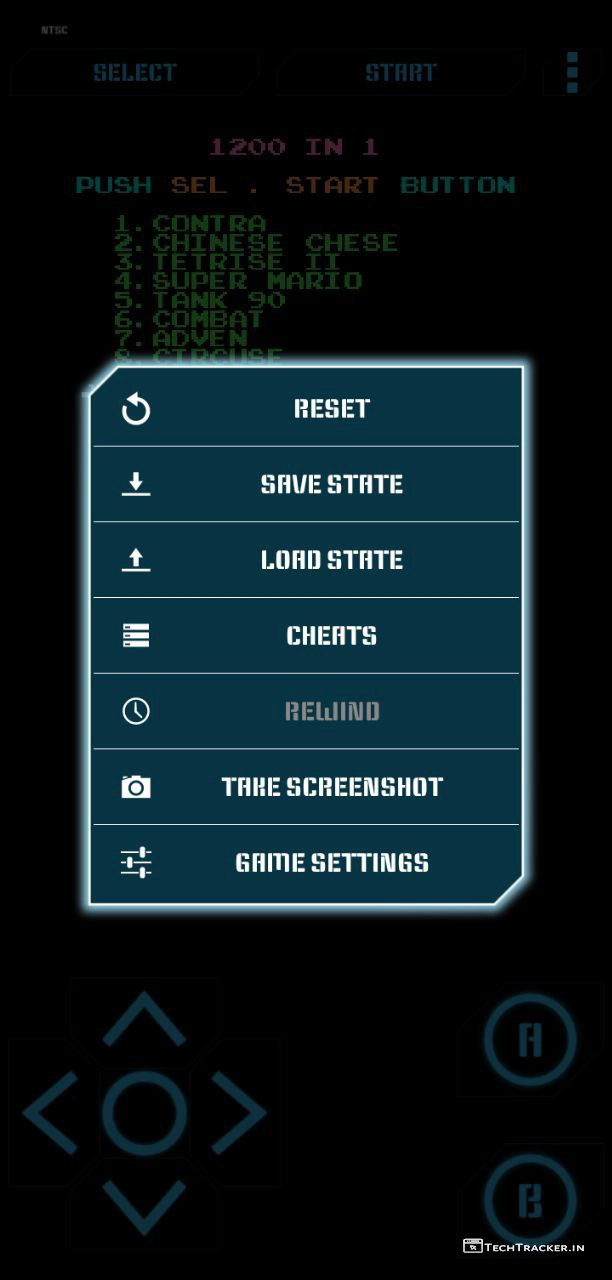 NTSC
SELECT START
1200 IN 1
PUSH SEL . START BUTTON
1. CONTRA
2. CHINESE CHESE
3. TETRISE II
4. SUPER MARIO
5. TANK 90
6. COMBAT
7. ADVEN
8. CIRCUSE
RESET
SAVE STATE
LOAD STATE
CHEATS
REWIND
TAKE SCREENSHOT
GAME SETTINGS
A
B
TECHTRACKER.IN